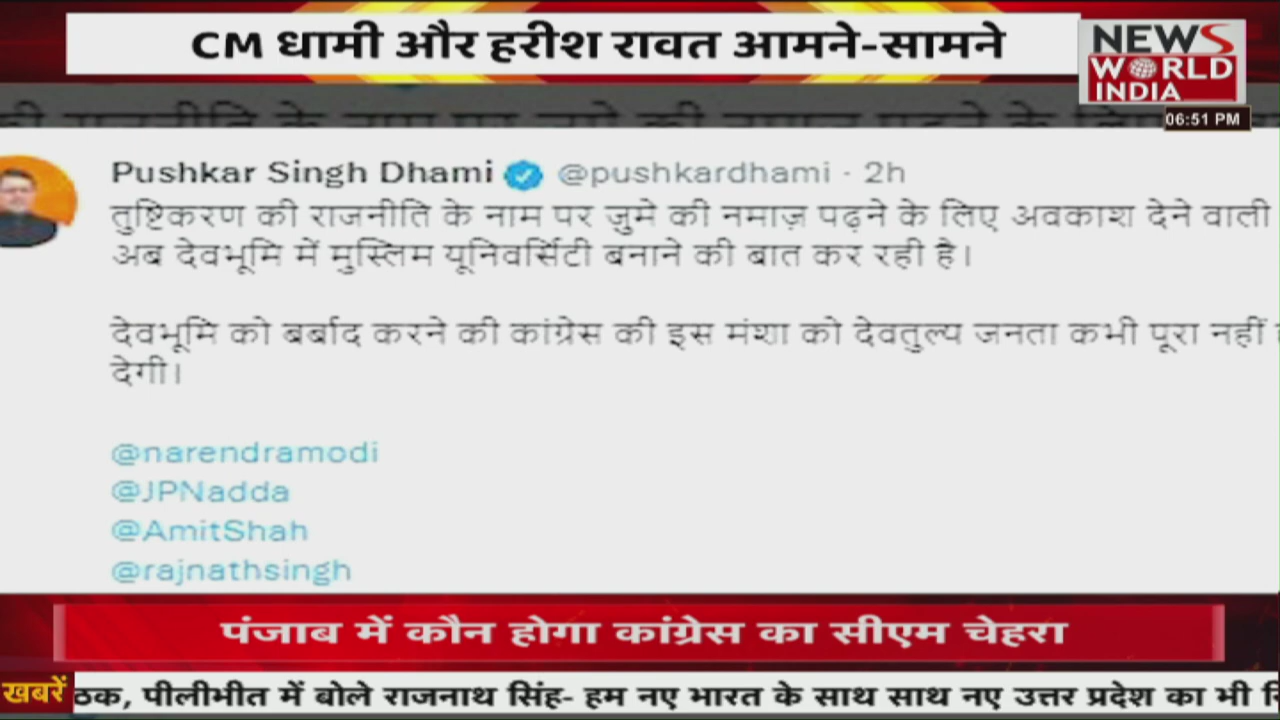 CM धामी और हरीश रावत आमने-सामने
NEWS
WORLD
INDIA
06:51 PM
Pushkar Singh Dhami @pushkardhami · 2h
तुष्टिकरण की राजनीति के नाम पर जुमे की नमाज़ पढ़ने के लिए अवकाश देने वाली
अब देवभूमि में मुस्लिम यूनिवर्सिटी बनाने की बात कर रही है।
देवभूमि को बर्बाद करने की कांग्रेस की इस मंशा को देवतुल्य जनता कभी पूरा नहीं
देगी।
@narendramodi
@JPNadda
@AmitShah
@rajnathsingh
पंजाब में कौन होगा कांग्रेस का सीएम चेहरा
खबरें ठक, पीलीभीत में बोले राजनाथ सिंह- हम नए भारत के साथ साथ नए उत्तर प्रदेश का भी